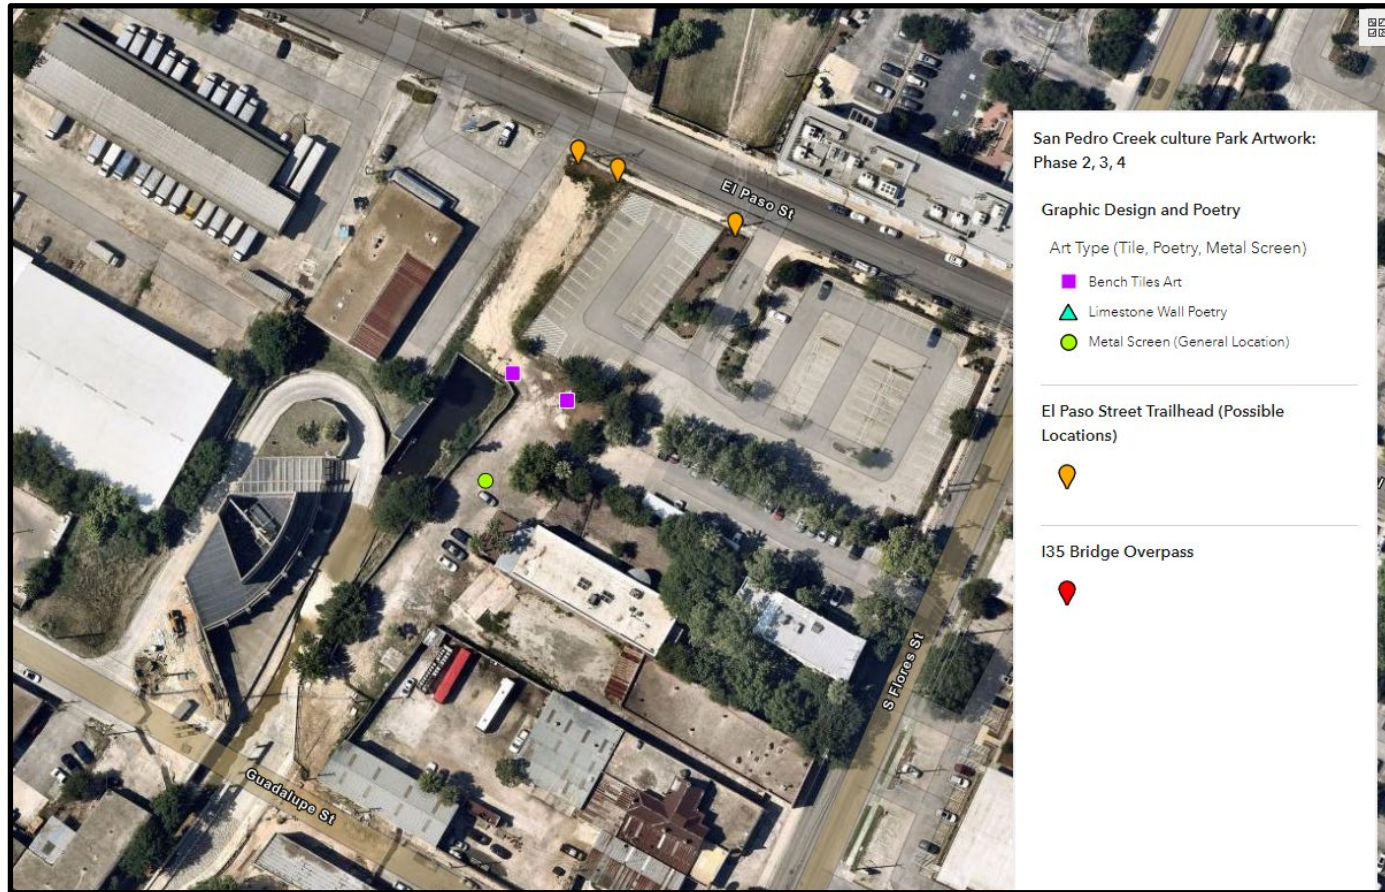 El Paso St
S Flores St
Guadalupe St
San Pedro Creek culture Park Artwork:
Phase 2, 3, 4
Graphic Design and Poetry
Art Type (Tile, Poetry, Metal Screen)
Bench Tiles Art
Limestone Wall Poetry
Metal Screen (General Location)
El Paso Street Trailhead (Possible
Locations)
I35 Bridge Overpass